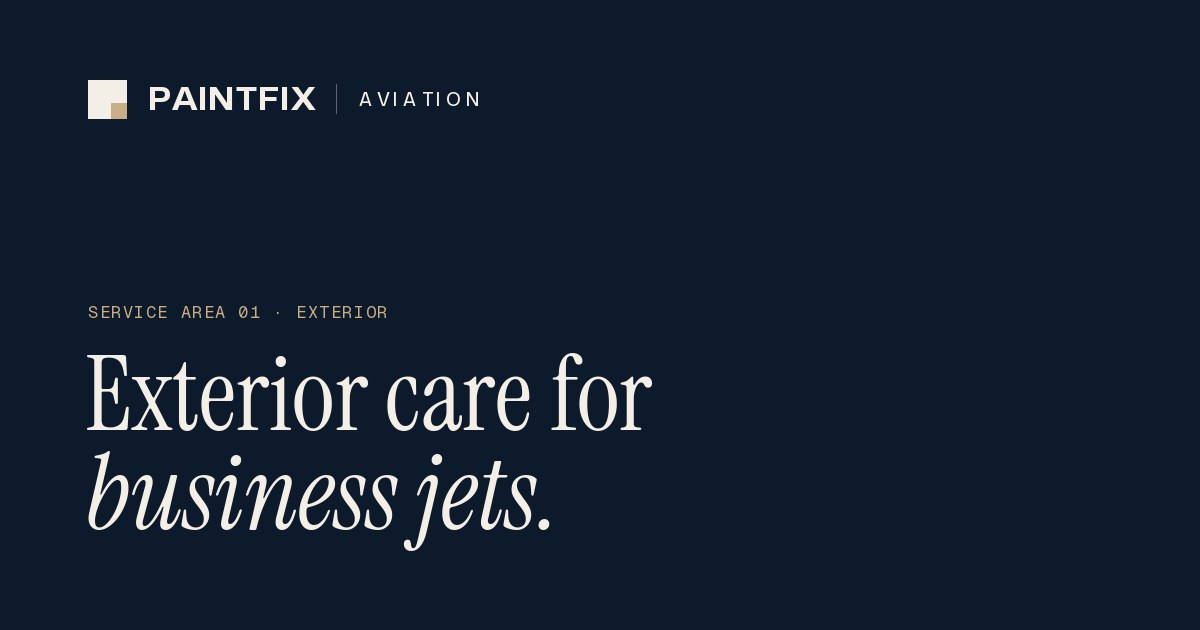 PAINTFIX | AVIATION
SERVICE AREA 01 · EXTERIOR
Exterior care for
business jets.